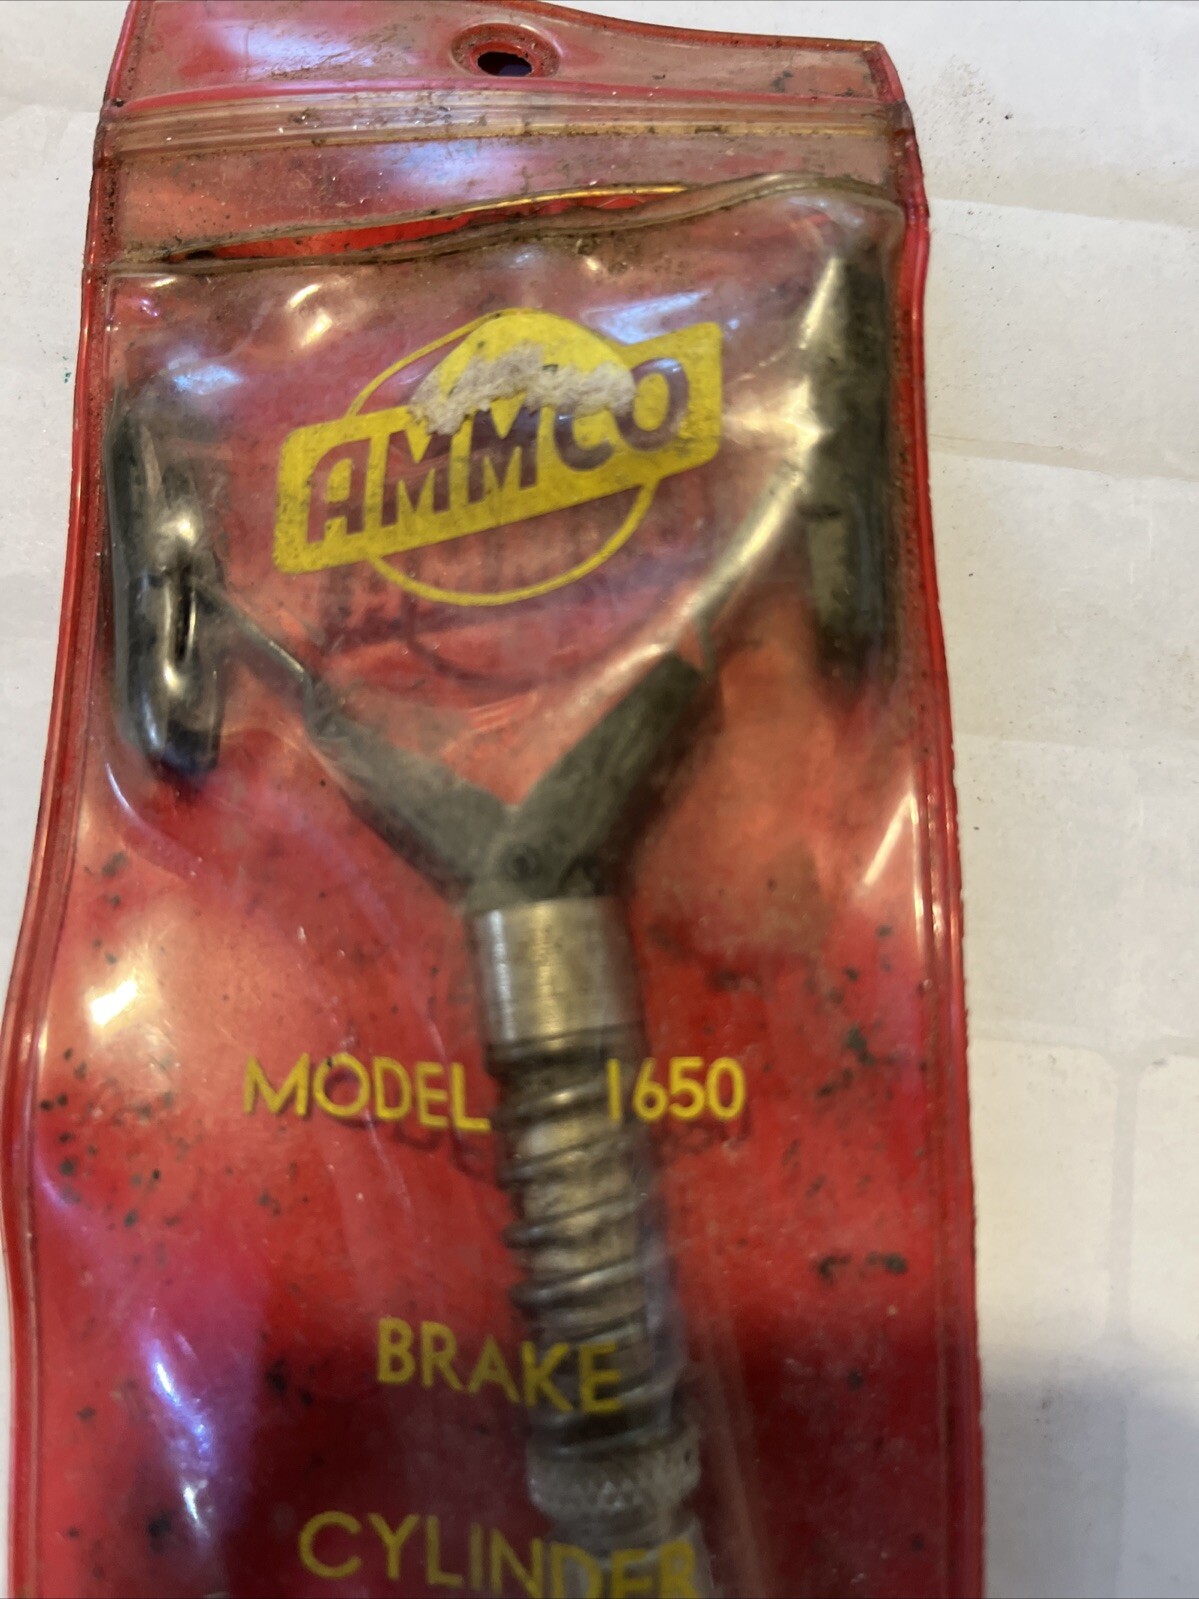 AMMCO
MODEL 1650
BRAKE
CYLINDER